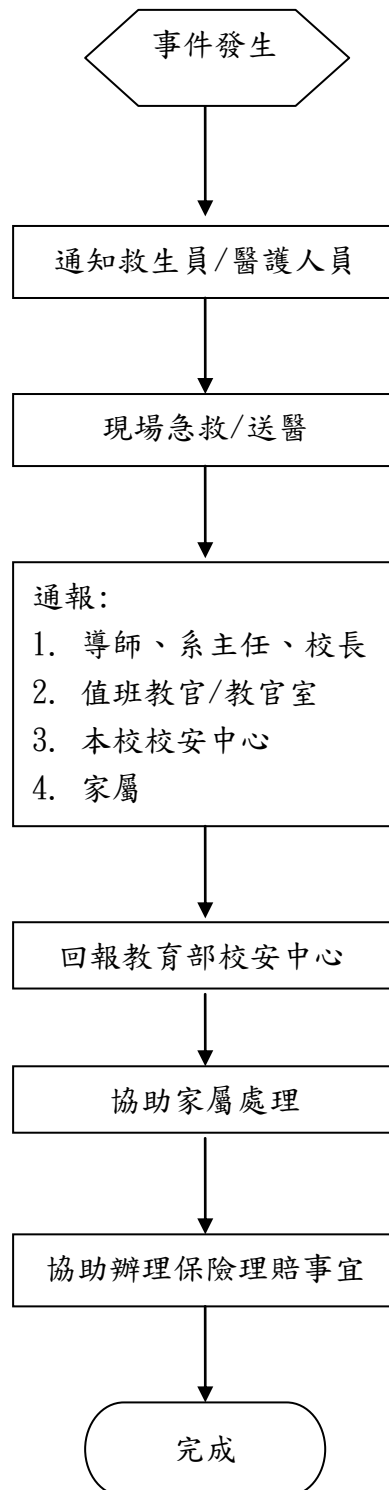 事件發生
通知救生員/醫護人員
現場急救/送醫
通報:
1. 導師、系主任、校長
2. 值班教官/教官室
3. 本校校安中心
4. 家屬
回報教育部校安中心
協助家屬處理
協助辦理保險理賠事宜
完成